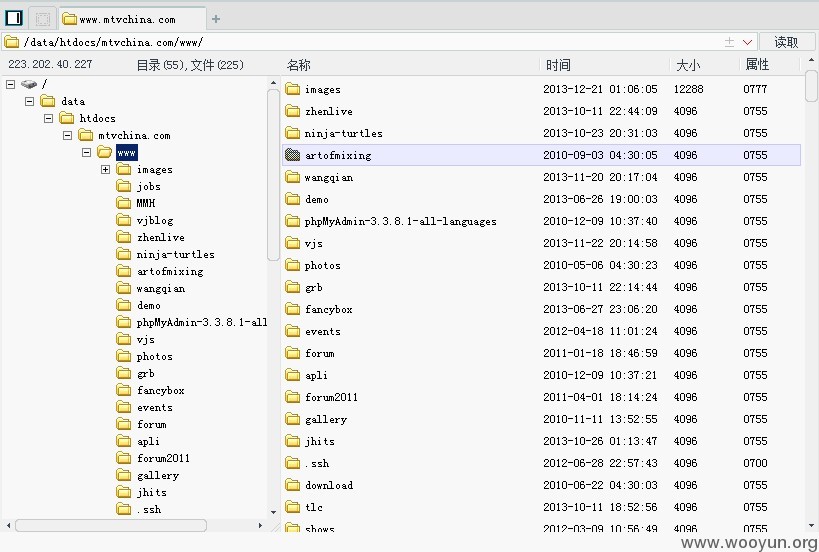 www.mtvchina.com
/data/htdocs/mtvchina.com/www/ 读取
223.202.40.227 目录(55),文件(225) 名称 时间 大小 属性
/
data
htdocs
mtvchina.com
www
images
jobs
MMH
vjblog
zhenlive
ninja-turtles
artofmixing
wangqian
demo
phpMyAdmin-3.3.8.1-all
vjs
photos
grb
fancybox
events
forum
apli
forum2011
gallery
jhits
.ssh
images 2013-12-21 01:06:05 12288 0777
zhenlive 2013-10-11 22:44:09 4096 0755
ninja-turtles 2013-10-23 20:31:03 4096 0755
artofmixing 2010-09-03 04:30:05 4096 0755
wangqian 2013-11-20 20:17:04 4096 0755
demo 2013-06-26 19:00:03 4096 0755
phpMyAdmin-3.3.8.1-all-languages 2010-12-09 10:37:40 4096 0755
vjs 2013-11-22 20:14:58 4096 0755
photos 2010-05-06 04:30:23 4096 0755
grb 2013-10-11 22:14:44 4096 0755
fancybox 2013-06-27 23:06:20 4096 0755
events 2012-04-18 11:01:24 4096 0755
forum 2011-01-18 18:46:59 4096 0755
apli 2010-12-09 10:37:21 4096 0755
forum2011 2011-04-01 18:14:24 4096 0755
gallery 2010-11-11 13:52:55 4096 0755
jhits 2013-10-26 01:13:47 4096 0755
.ssh 2012-06-28 22:57:43 4096 0700
download 2010-06-22 04:30:03 4096 0755
tlc 2013-10-11 18:52:56 4096 0755
shows 2012-03-09 10:56:49 4096 0755
www.wooyun.org